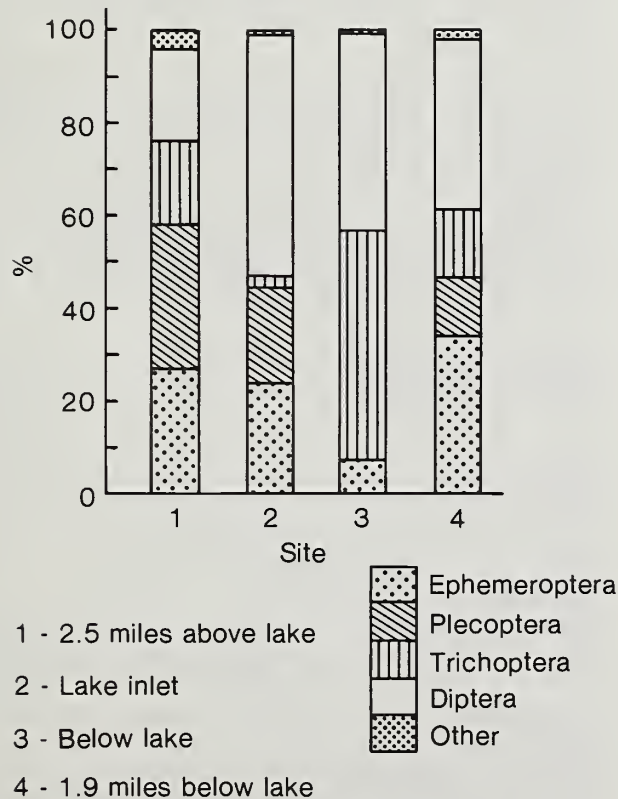 100
80
60
%
40
20
0
1 2 3 4
Site
Ephemeroptera
Plecoptera
Trichoptera
Diptera
Other
1 - 2.5 miles above lake
2 - Lake inlet
3 - Below lake
4 - 1.9 miles below lake